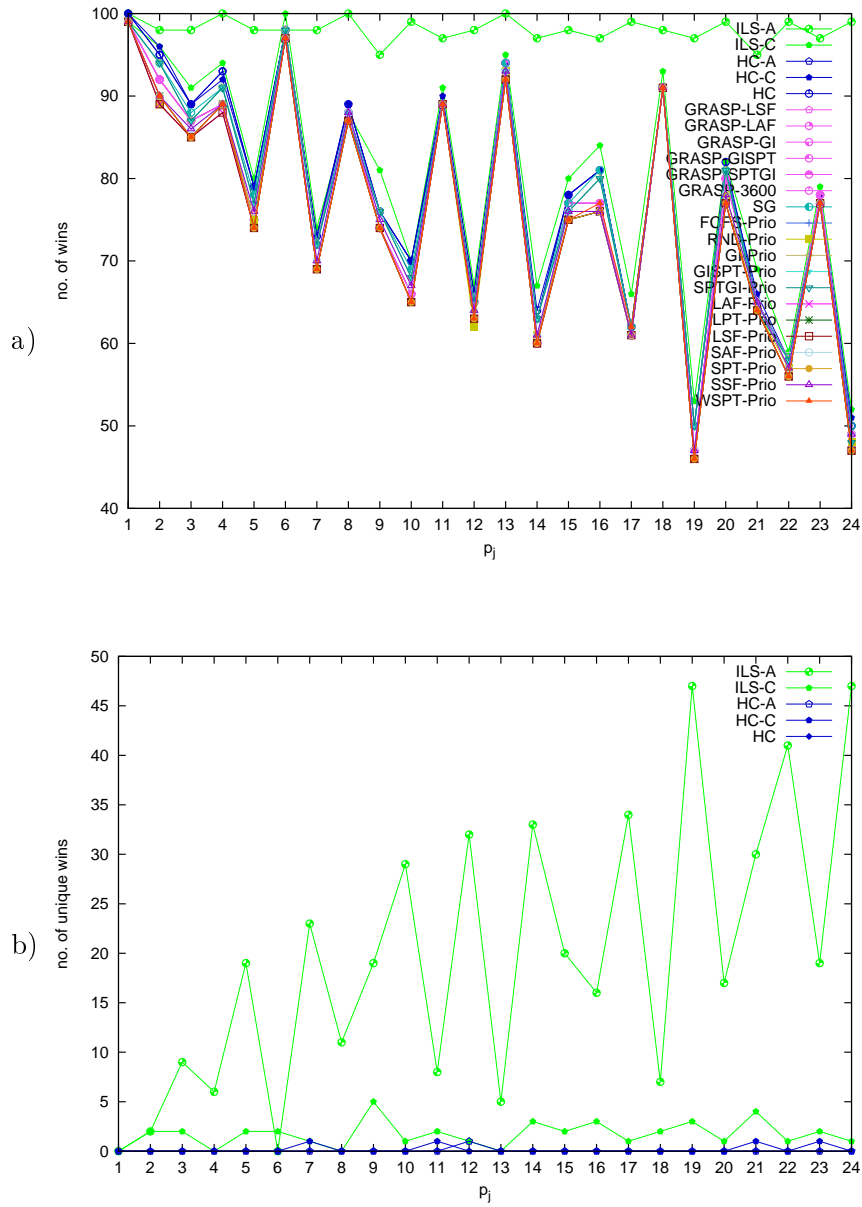 100
90
80
70
60
50
40
no. of wins
a)
1 2 3 4 5 6 7 8 9 10 11 12 13 14 15 16 17 18 19 20 21 22 23 24
p_j
ILS-A
ILS-C
HC-A
HC-C
HC
GRASP-LSF
GRASP-LAF
GRASP-GI
GRASP-GISPT
GRASP-SPTGI
GRASP-3600
SG
FCFS-Prio
RND-Prio
GI-Prio
GISPT-Prio
SPTGI-Prio
LAF-Prio
LPT-Prio
LSF-Prio
SAF-Prio
SPT-Prio
SSF-Prio
WSPT-Prio
50
45
40
35
30
25
20
15
10
5
0
no. of unique wins
b)
1 2 3 4 5 6 7 8 9 10 11 12 13 14 15 16 17 18 19 20 21 22 23 24
p_j
ILS-A
ILS-C
HC-A
HC-C
HC